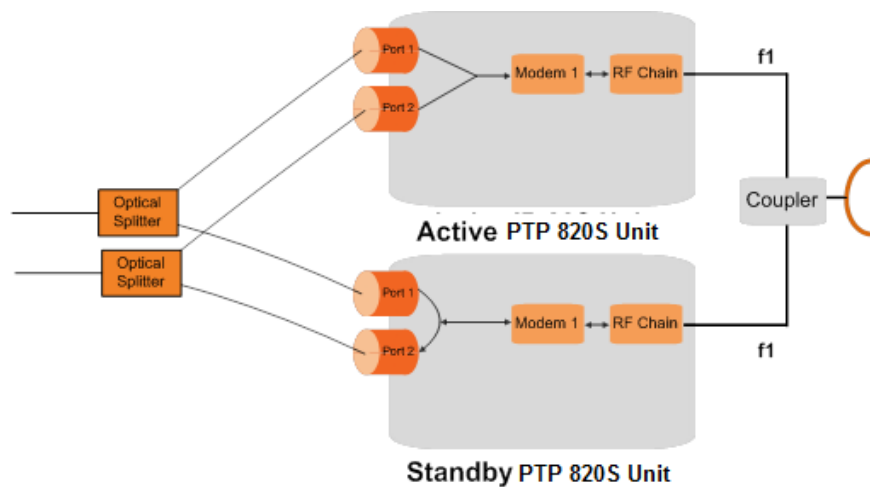 Port 1
Modem 1
RF Chain
f1
Port 2
Optical
Splitter
Coupler
Active PTP 820S Unit
Optical
Splitter
Port 1
Modem 1
RF Chain
f1
Port 2
Standby PTP 820S Unit